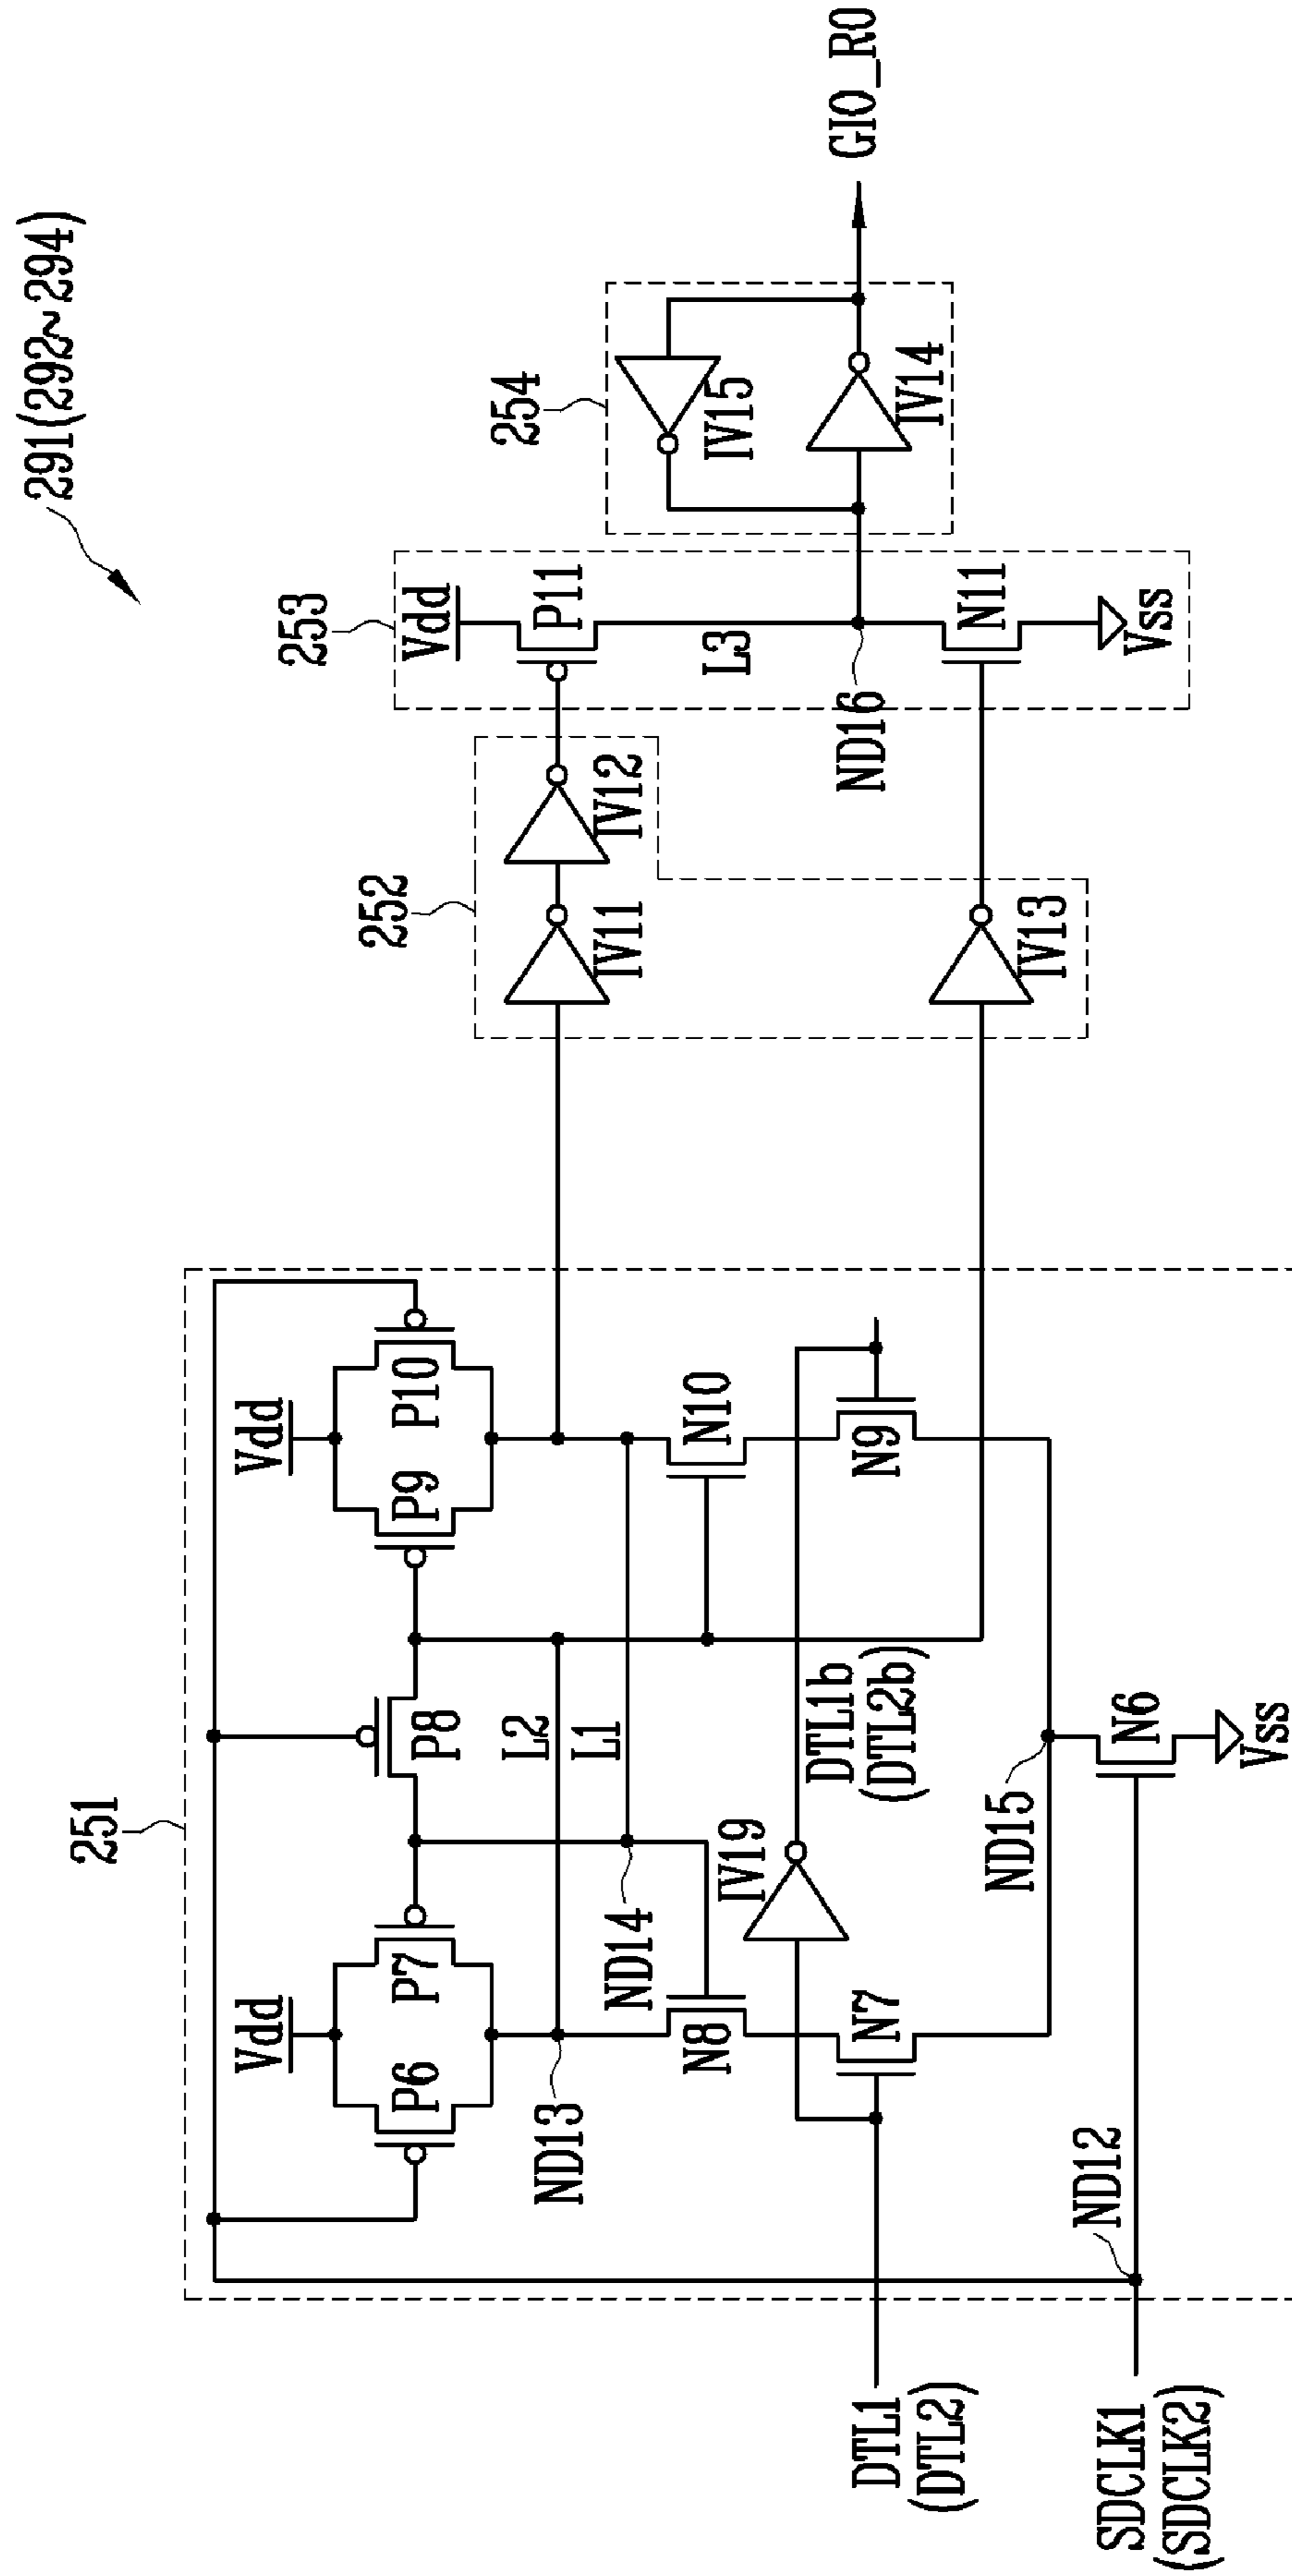 291(292~294)
251
252
253
254
Vdd
Vdd
Vdd
P6
P7
P8
P9
P10
P11
ND13
ND14
L2
L1
L3
IV11
IV12
IV15
IV14
GIO_R0
ND16
N8
N10
IV19
N7
N9
DTL1b
(DTL2b)
IV13
N11
Vss
DTL1
(DTL2)
ND15
ND12
N6
Vss
SDCLK1
(SDCLK2)